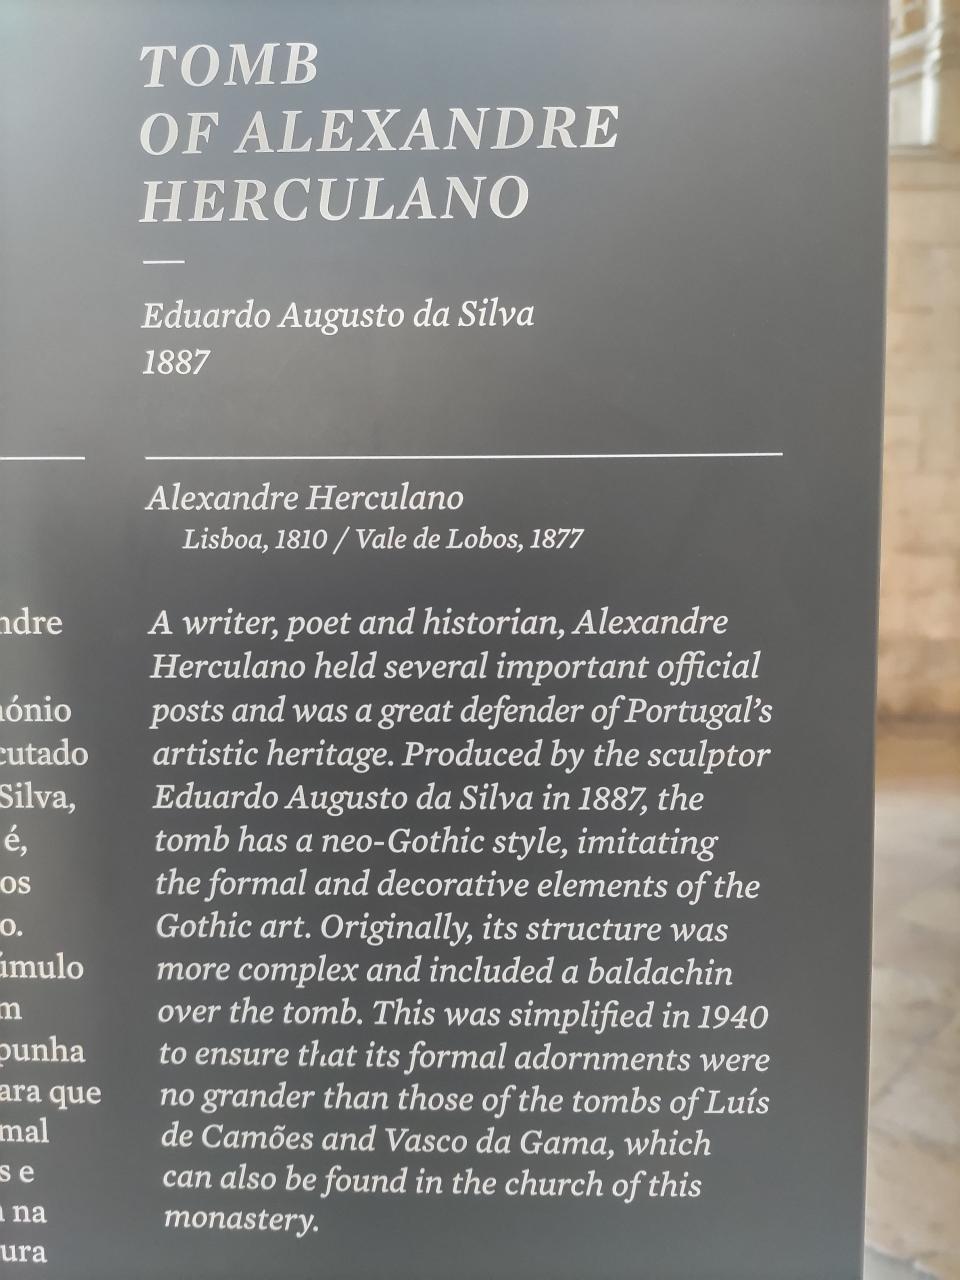 TOMB
OF ALEXANDRE
HERCULANO
Eduardo Augusto da Silva
1887
Alexandre Herculano
Lisboa, 1810 / Vale de Lobos, 1877
A writer, poet and historian, Alexandre
Herculano held several important official
posts and was a great defender of Portugal’s
artistic heritage. Produced by the sculptor
Eduardo Augusto da Silva in 1887, the
tomb has a neo-Gothic style, imitating
the formal and decorative elements of the
Gothic art. Originally, its structure was
more complex and included a baldachin
over the tomb. This was simplified in 1940
to ensure that its formal adornments were
no grander than those of the tombs of Luís
de Camões and Vasco da Gama, which
can also be found in the church of this
monastery.
Silva,
é,
que
e
na